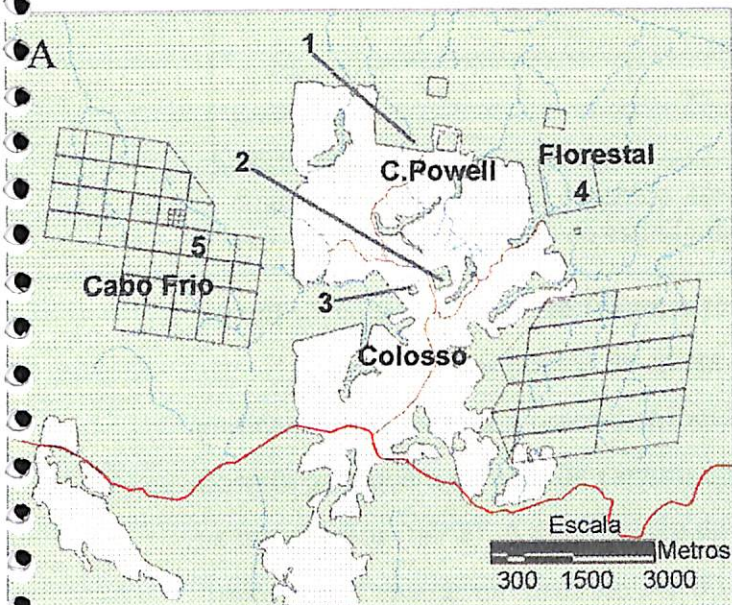 A
1
2
C.Powell
Florestal
4
5
Cabo Frio
3
Colosso
Escala
Metros
300 1500 3000